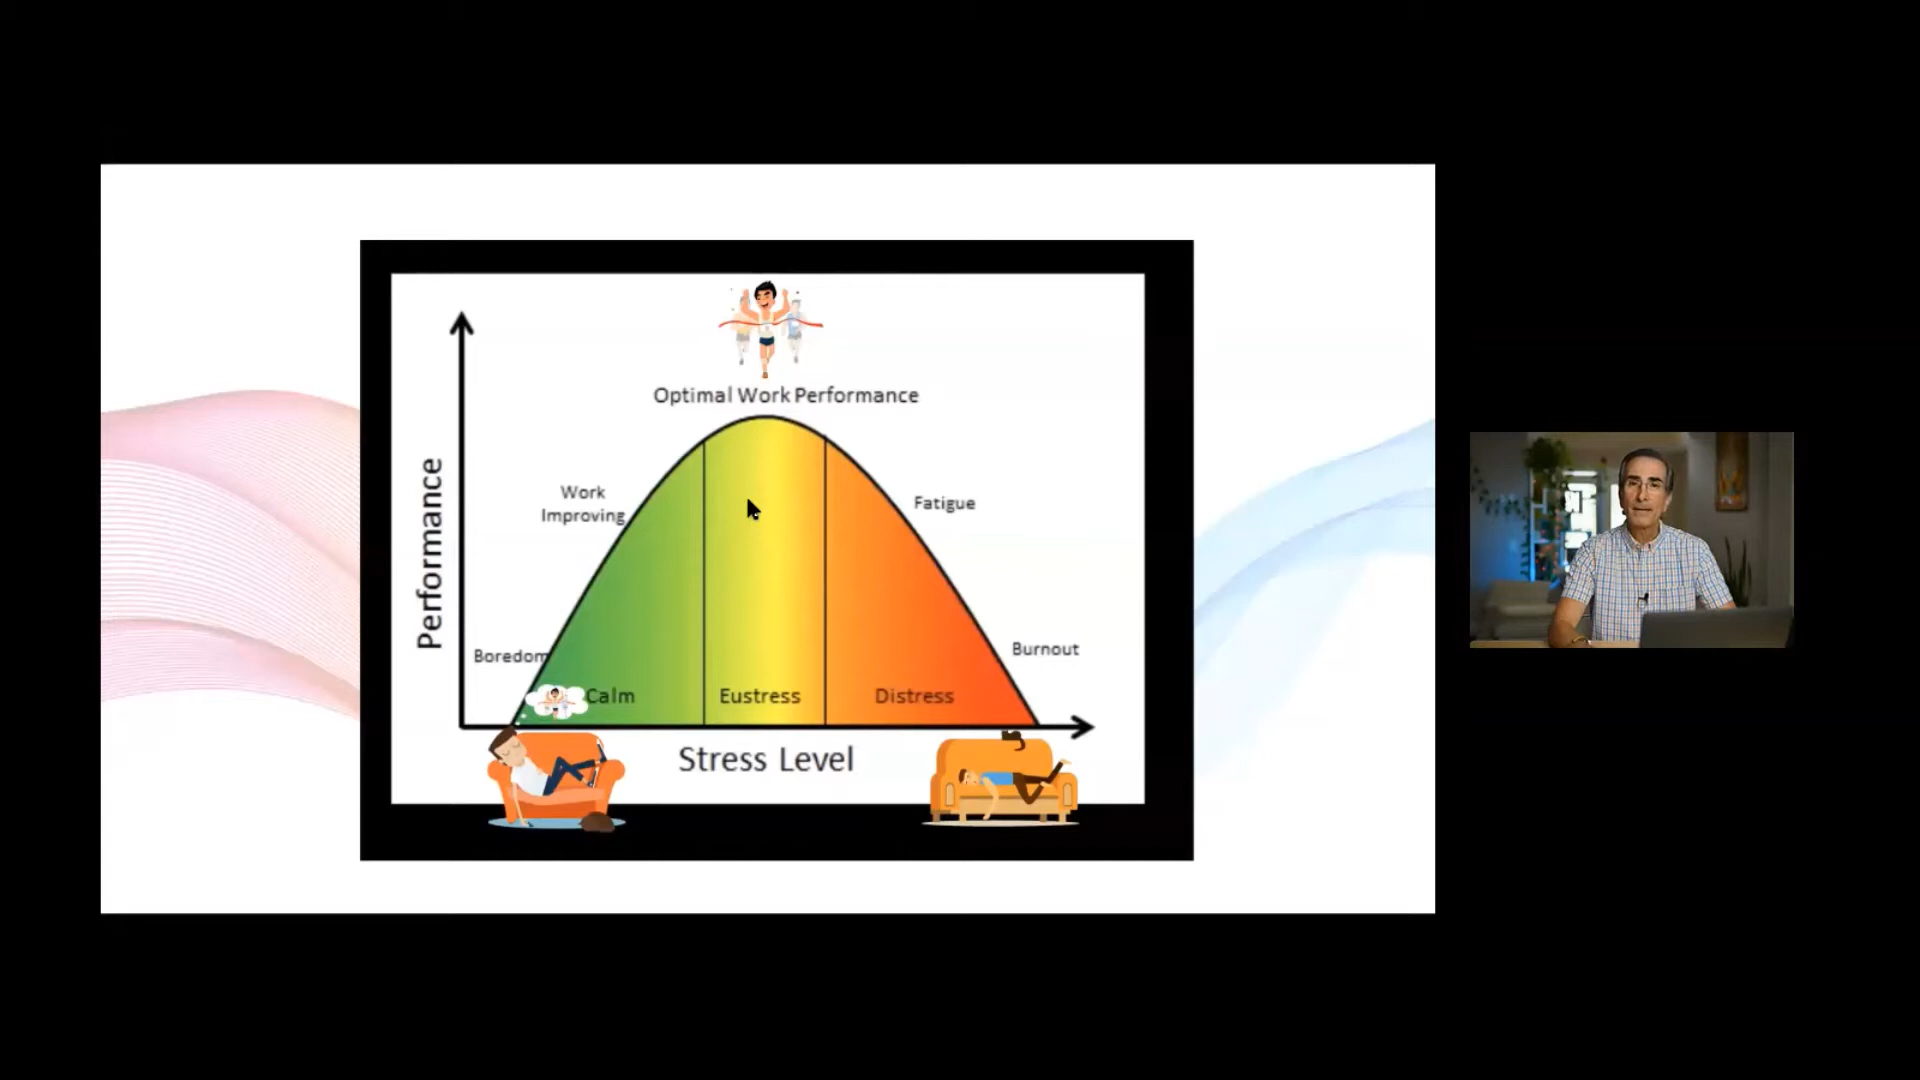 Optimal Work Performance
Work
Improving
Fatigue
Performance
Boredom
Burnout
Calm
Eustress
Distress
Stress Level